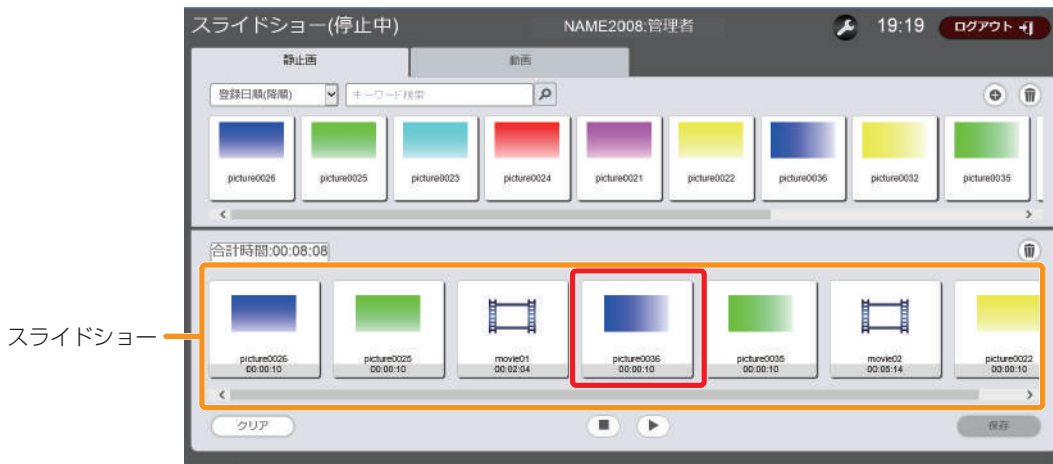 スライドショー(停止中)
NAME2008:管理者
19:19
ログアウト
静止画
動画
登録日順(降順)
キーワード検索
picture0026
picture0025
picture0023
picture0024
picture0021
picture0022
picture0036
picture0032
picture0035
合計時間:00:08:08
スライドショー
picture0026
00:00:10
picture0025
00:00:10
movie01
00:02:04
picture0036
00:00:10
picture0035
00:00:10
movie02
00:05:14
picture0022
00:00:10
クリア
保存